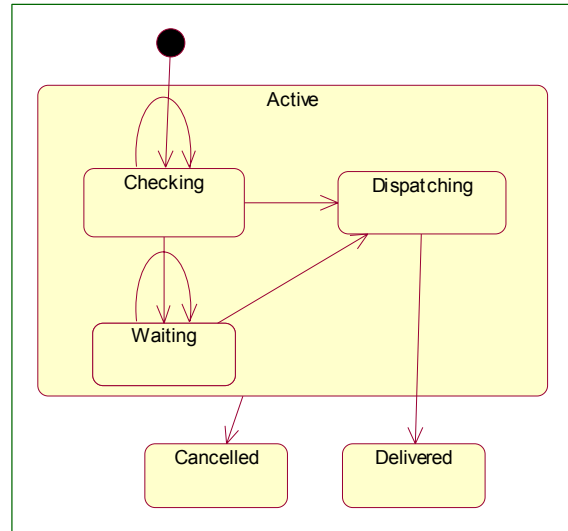 Active
Checking
Dispatching
Waiting
Cancelled
Delivered